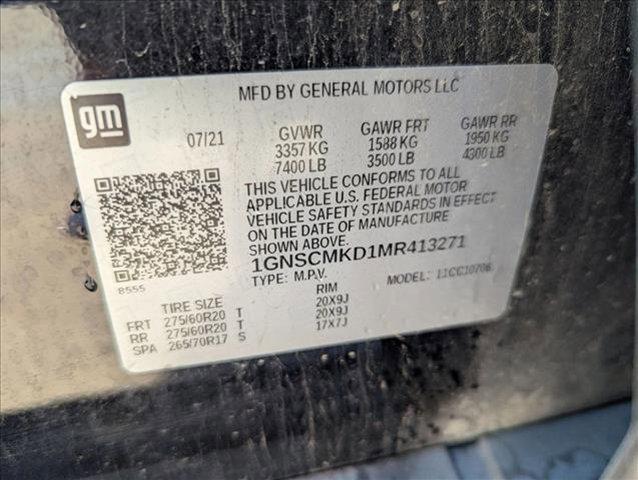 MFD BY GENERAL MOTORS LLC
gm
07/21 GVWR GAWR FRT GAWR RR
3357 KG 1588 KG 1950 KG
7400 LB 3500 LB 4300 LB
THIS VEHICLE CONFORMS TO ALL
APPLICABLE U.S. FEDERAL MOTOR
VEHICLE SAFETY STANDARDS IN EFFECT
ON THE DATE OF MANUFACTURE
SHOWN ABOVE.
1GNSCMKD1MR413271
8555 TYPE: M.P.V. MODEL: 11CC10706
TIRE SIZE RIM
FRT 275/60R20 T 20X9J
RR 275/60R20 T 20X9J
SPA 265/70R17 S 17X7J